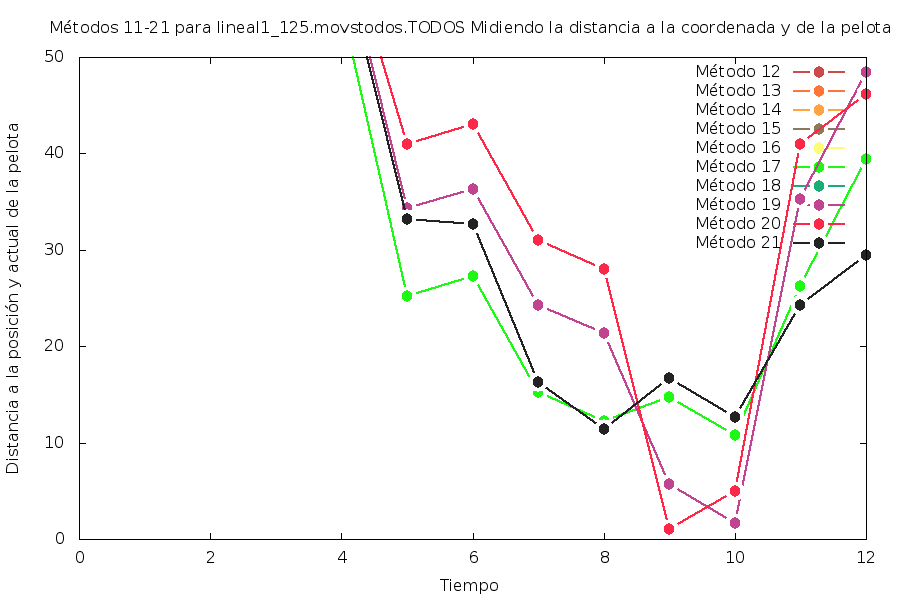 Métodos 11-21 para lineal1_125.movstodos.TODOS Midiendo la distancia a la coordenada y de la pelota
50
40
30
20
10
0
0 2 4 6 8 10 12
Distancia a la posición y actual de la pelota
Tiempo
Método 12
Método 13
Método 14
Método 15
Método 16
Método 17
Método 18
Método 19
Método 20
Método 21